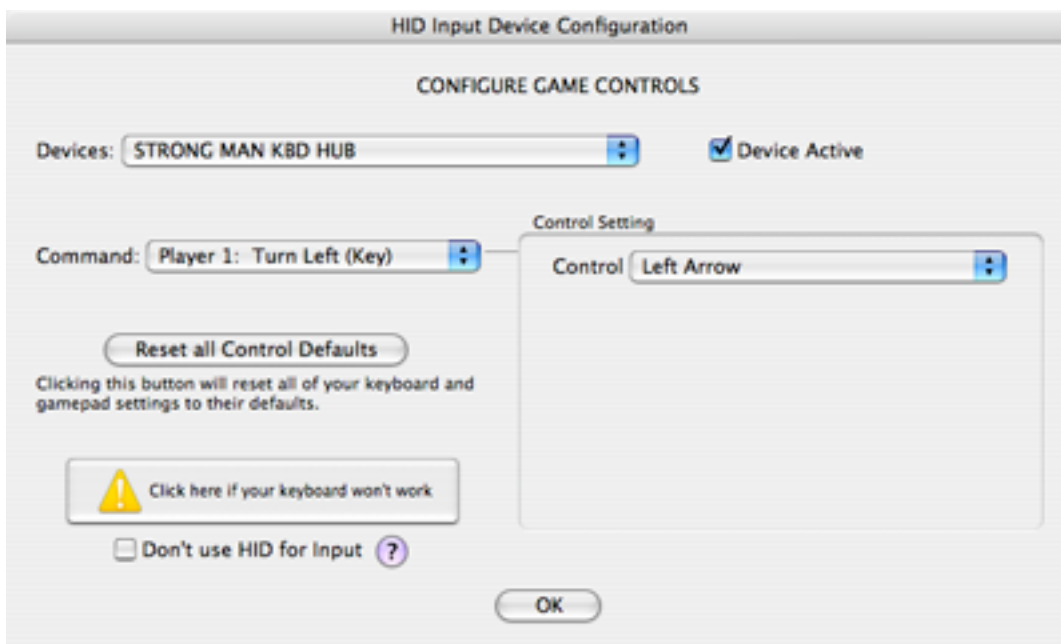 HID Input Device Configuration
CONFIGURE GAME CONTROLS
Devices: STRONG MAN KBD HUB
Device Active
Control Setting
Command: Player 1: Turn Left (Key)
Control Left Arrow
Reset all Control Defaults
Clicking this button will reset all of your keyboard and
gamepad settings to their defaults.
Click here if your keyboard won't work
Don't use HID for Input ?
OK